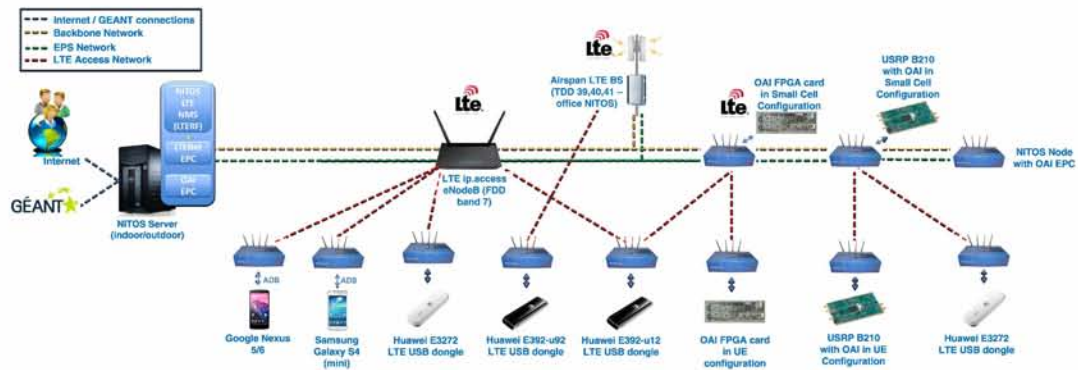 Internet / GEANT connections
Backbone Network
EPS Network
LTE Access Network
Internet
GÉANT
NITOS
LTE
NMS
(LTERF)
LTENet
EPC
OAI
EPC
NITOS Server
(indoor/outdoor)
Lte
LTE ip.access
eNodeB (FDD
band 7)
Lte
Airspan LTE BS
(TDD 39,40,41 –
office NITOS)
Lte
OAI FPGA card
in Small Cell
Configuration
USRP B210
with OAI in
Small Cell
Configuration
NITOS Node
with OAI EPC
ADB
ADB
Google Nexus
5/6
Samsung
Galaxy S4
(mini)
Huawei E3272
LTE USB dongle
Huawei E392-u92
LTE USB dongle
Huawei E392-u12
LTE USB dongle
OAI FPGA card
in UE
configuration
USRP B210
with OAI in UE
Configuration
Huawei E3272
LTE USB dongle